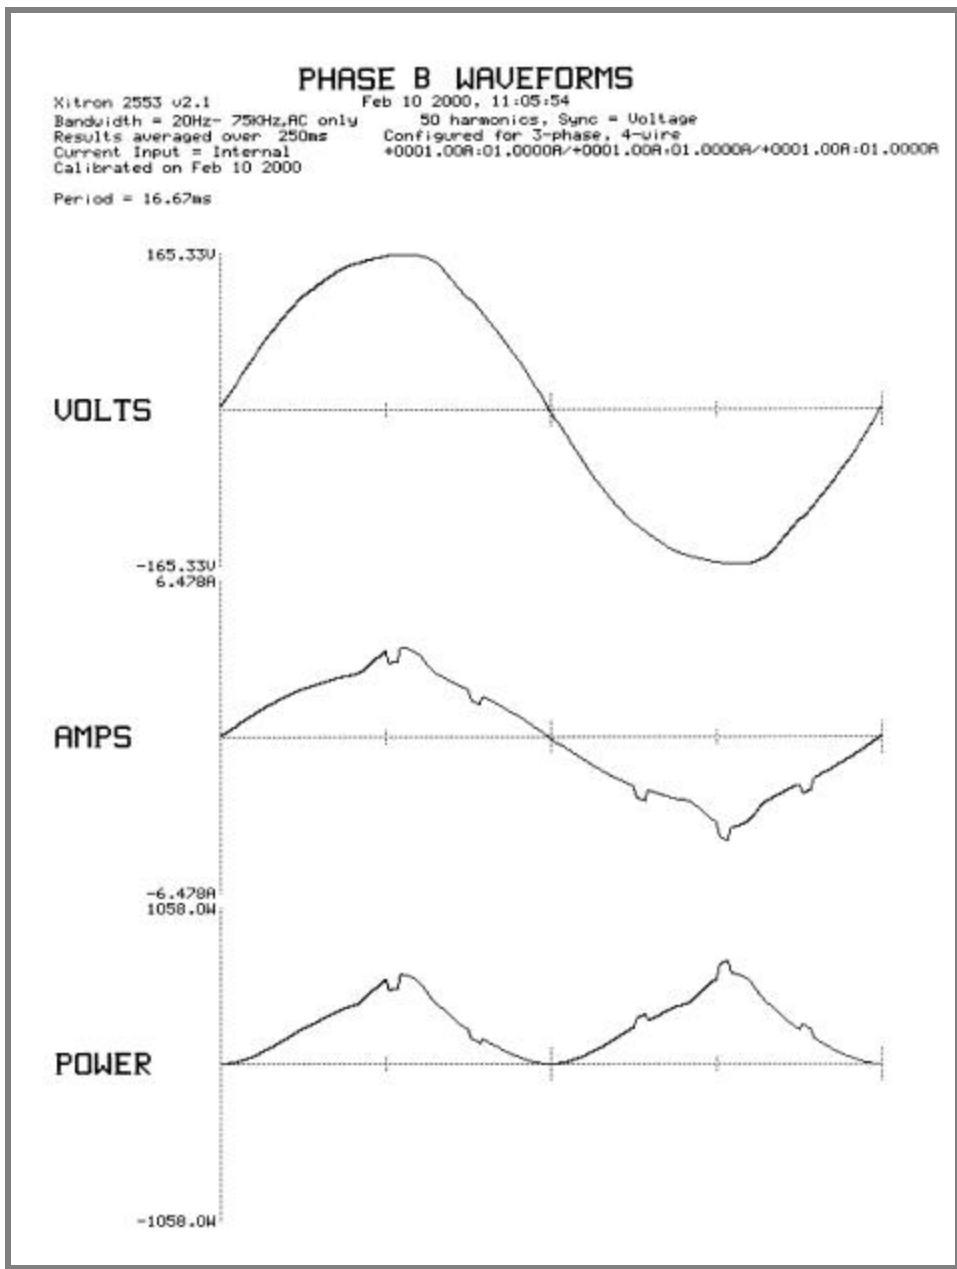 PHASE B WAVEFORMS
Xitron 2553 v2.1 Feb 10 2000, 11:05:54
Bandwidth = 20Hz- 75KHz,AC only 50 harmonics, Sync = Voltage
Results averaged over 250ms Configured for 3-phase, 4-wire
Current Input = Internal +0001.00A:01.0000A/+0001.00A:01.0000A/+0001.00A:01.0000A
Calibrated on Feb 10 2000
Period = 16.67ms
165.33V
VOLTS
-165.33V
6.478A
AMPS
-6.478A
1058.0W
POWER
-1058.0W